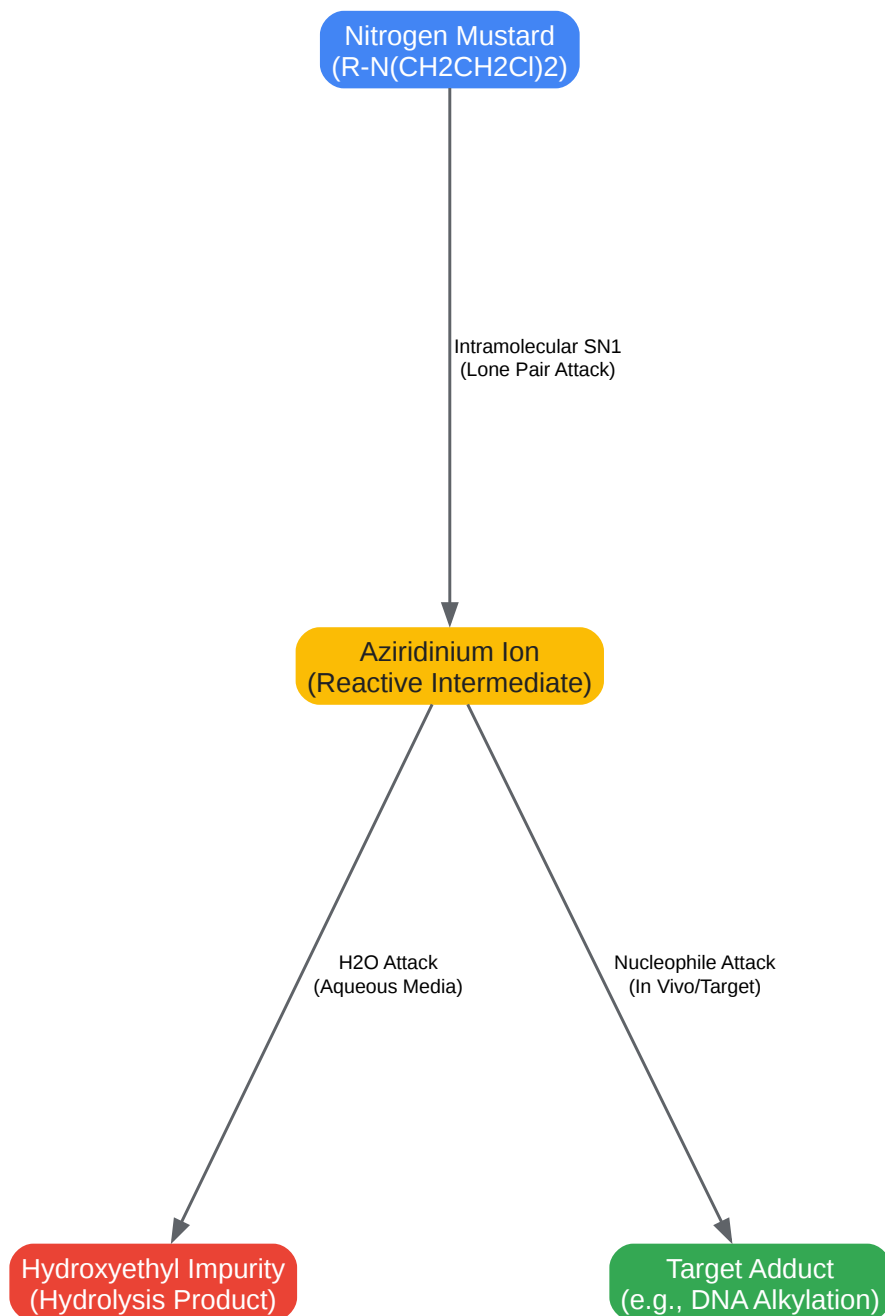 Nitrogen Mustard
(R-N(CH2CH2Cl)2)
Intramolecular SN1
(Lone Pair Attack)
Aziridinium Ion
(Reactive Intermediate)
H2O Attack
(Aqueous Media)
Nucleophile Attack
(In Vivo/Target)
Hydroxyethyl Impurity
(Hydrolysis Product)
Target Adduct
(e.g., DNA Alkylation)